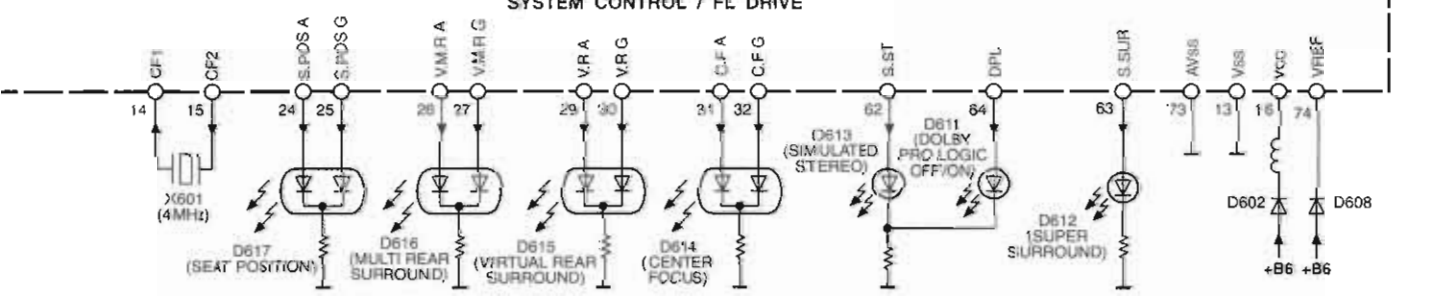 SYSTEM CONTROL / FL DRIVE
CF1 CF2 S.POS A S.POS G V.M.R A V.M.R G V.R A V.R G C.F A C.F G S.ST DPL S.SUR AVSS VSS VCC VREF
14 15 24 25 26 27 29 30 31 32 62 64 63 73 13 16 74
X601
(4MHz)
D617
(SEAT POSITION)
D616
(MULTI REAR
SURROUND)
D615
(VIRTUAL REAR
SURROUND)
D614
(CENTER
FOCUS)
D613
(SIMULATED
STEREO)
D611
(DOLBY
PRO LOGIC
OFF/ON)
D612
(SUPER
SURROUND)
D602 D608
+B6 +B6